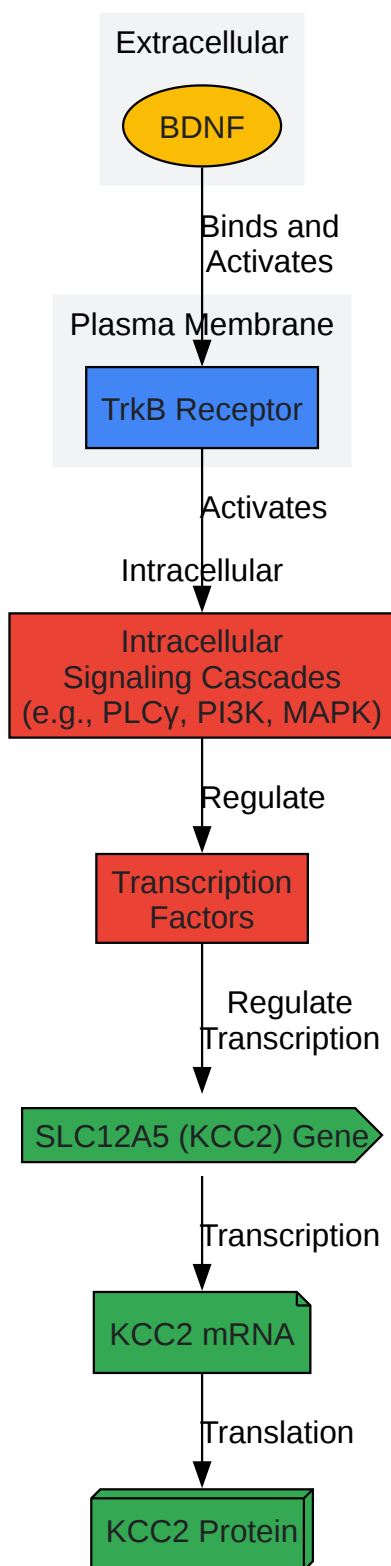 Extracellular
BDNF
Binds and
Activates
Plasma Membrane
TrkB Receptor
Activates
Intracellular
Intracellular
Signaling Cascades
(e.g., PLCγ, PI3K, MAPK)
Regulate
Transcription
Factors
Regulate
Transcription
SLC12A5 (KCC2) Gene
Transcription
KCC2 mRNA
Translation
KCC2 Protein